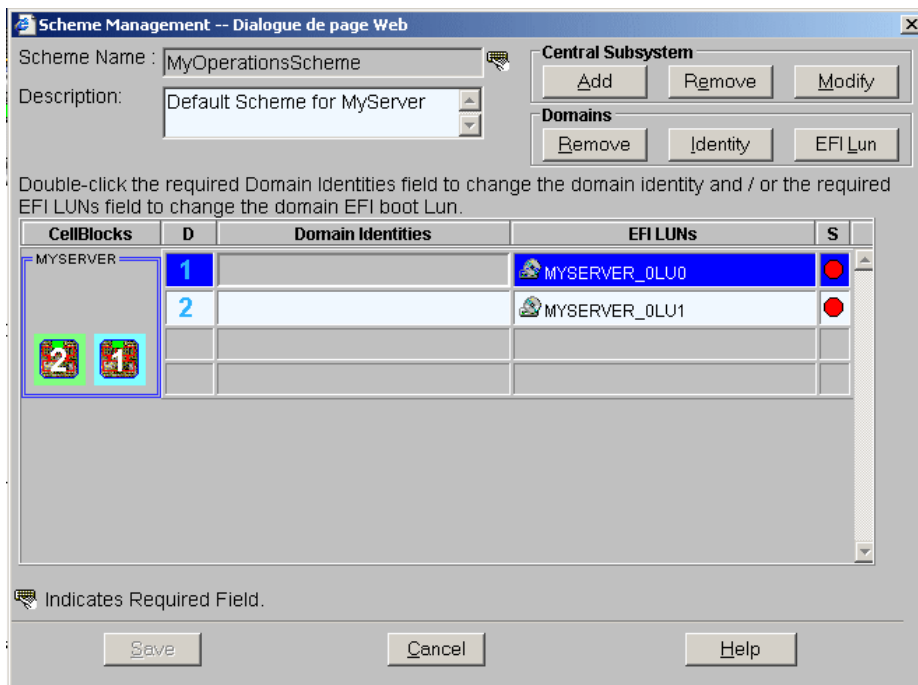 Scheme Management -- Dialogue de page Web
Scheme Name : MyOperationsScheme
Description: Default Scheme for MyServer
Central Subsystem
Add Remove Modify
Domains
Remove Identity EFI Lun
Double-click the required Domain Identities field to change the domain identity and / or the required
EFI LUNs field to change the domain EFI boot Lun.
CellBlocks D Domain Identities EFI LUNs S
MYSERVER
1 MYSERVER_0LU0
2 MYSERVER_0LU1
2 1
Indicates Required Field.
Save Cancel Help